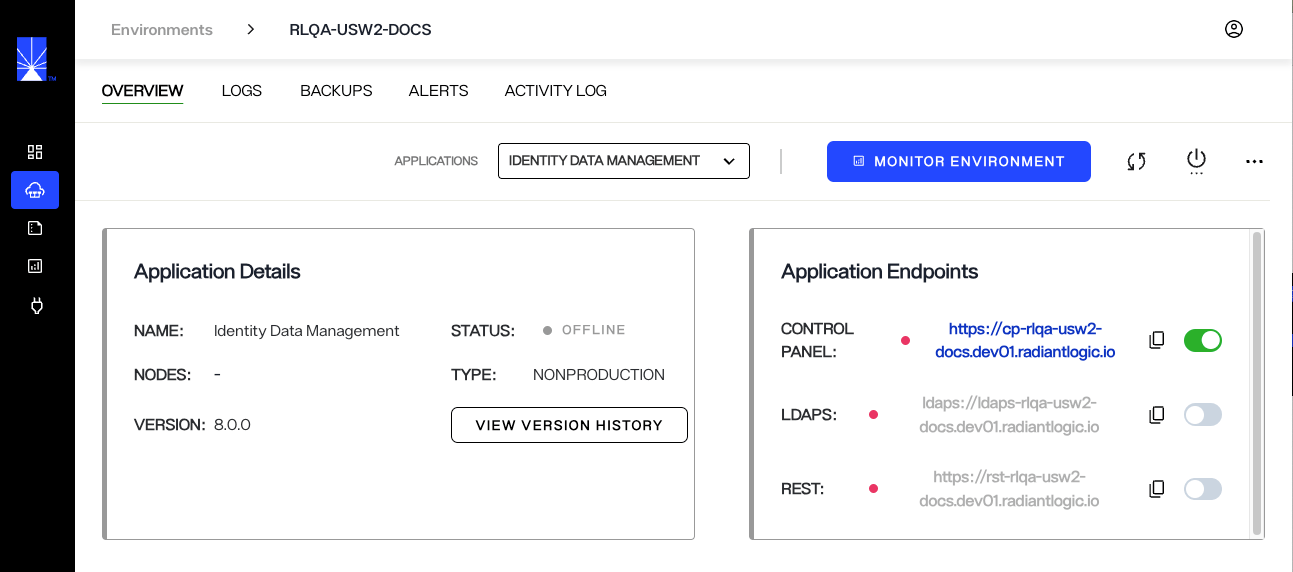 Environments > RLQA-USW2-DOCS
OVERVIEW LOGS BACKUPS ALERTS ACTIVITY LOG
APPLICATIONS IDENTITY DATA MANAGEMENT MONITOR ENVIRONMENT
Application Details
NAME: Identity Data Management STATUS: OFFLINE
NODES: - TYPE: NONPRODUCTION
VERSION: 8.0.0 VIEW VERSION HISTORY
Application Endpoints
CONTROL PANEL: https://cp-rlqa-usw2-
docs.dev01.radiantlogic.io
LDAPS: ldaps://ldaps-rlqa-usw2-
docs.dev01.radiantlogic.io
REST: https://rst-rlqa-usw2-
docs.dev01.radiantlogic.io